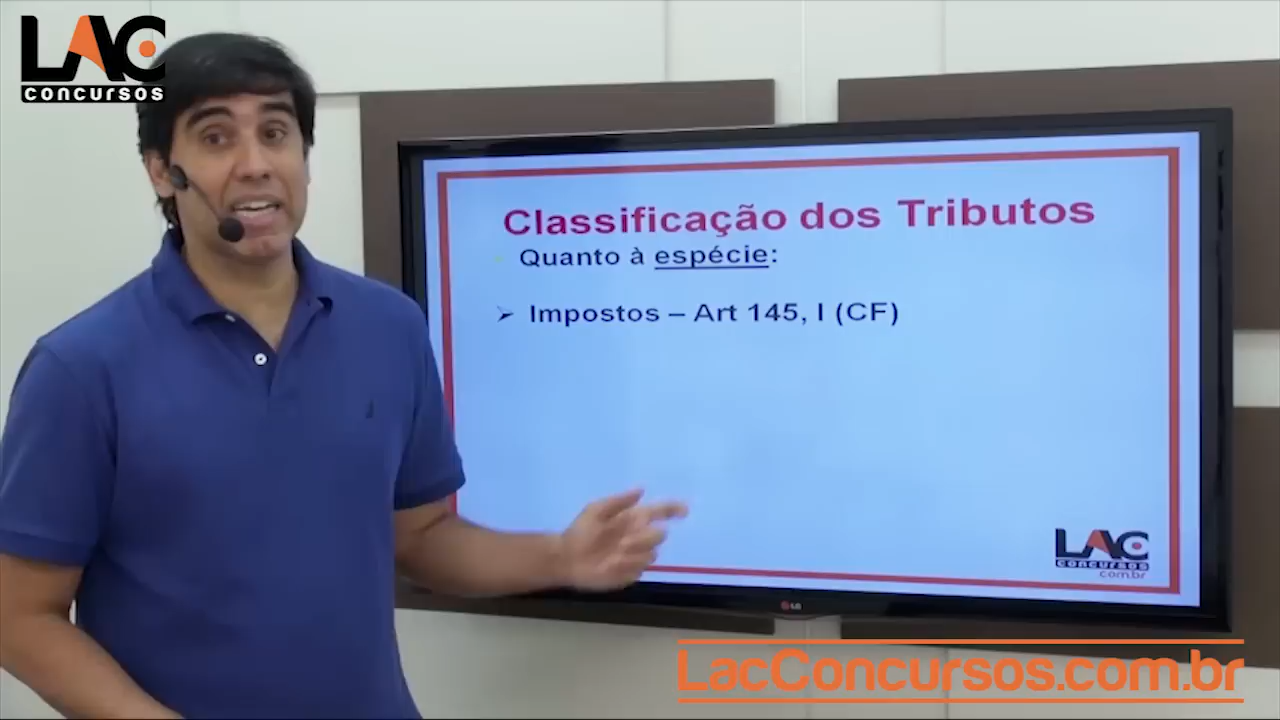 LAC
concursos
Classificação dos Tributos
Quanto à espécie:
➢ Impostos – Art 145, I (CF)
LAC
concursos
com.br
LG
LacConcursos.com.br